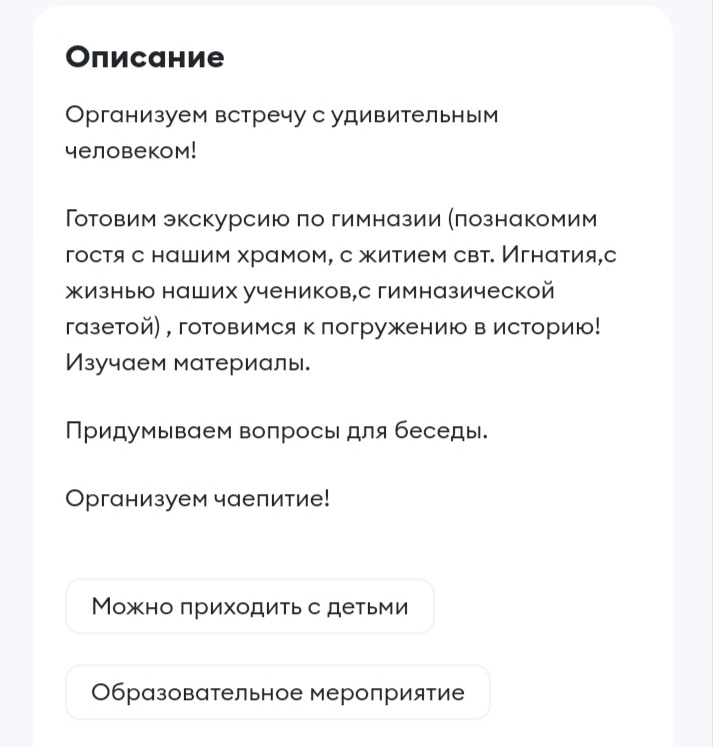 Описание
Организуем встречу с удивительным
человеком!
Готовим экскурсию по гимназии (познакомим
гостя с нашим храмом, с житием свт. Игнатия,с
жизнью наших учеников,с гимназической
газетой) , готовимся к погружению в историю!
Изучаем материалы.
Придумываем вопросы для беседы.
Организуем чаепитие!
Можно приходить с детьми
Образовательное мероприятие